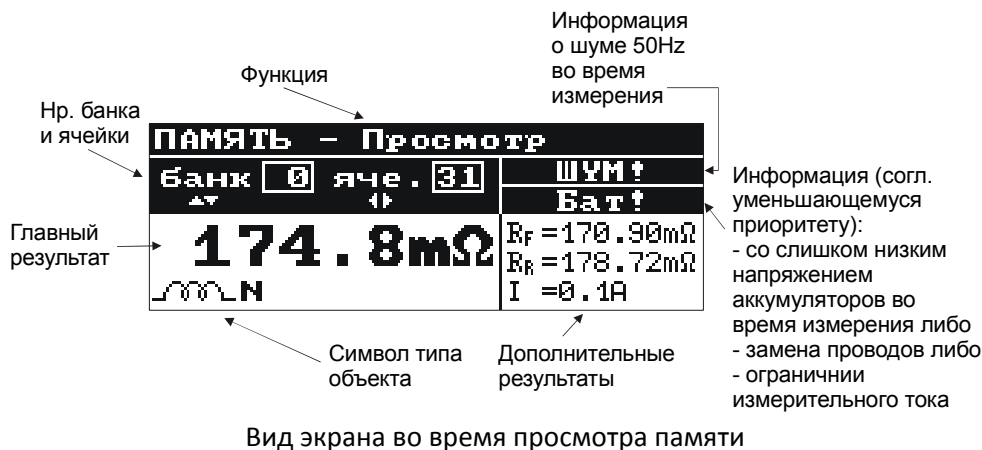 Информация
о шуме 50Hz
во время
измерения
Функция
Нр. банка
и ячейки
ПАМЯТЬ - Просмотр
банк 0 яче. 31
ШУМ!
Бат!
Главный
результат
174.8mΩ
N
RF=170.90mΩ
RR=178.72mΩ
I =0.1A
Информация (согл.
уменьшающемуся
приоритету):
- со слишком низким
напряжением
аккумуляторов во
время измерения либо
- замена проводов либо
- ограничнии
измерительного тока
Символ типа
объекта
Дополнительные
результаты
Вид экрана во время просмотра памяти